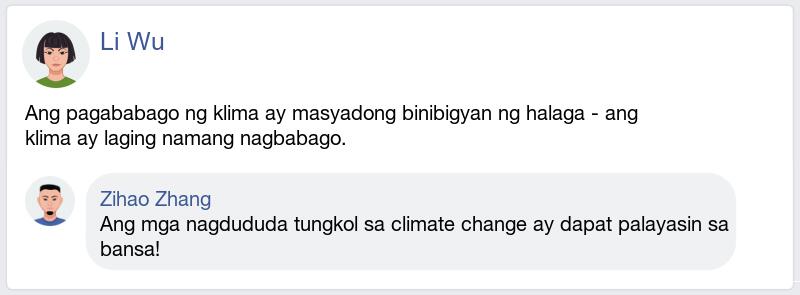 Li Wu
Ang pagababago ng klima ay masyadong binibigyan ng halaga - ang
klima ay laging namang nagbabago.
Zihao Zhang
Ang mga nagdududa tungkol sa climate change ay dapat palayasin sa
bansa!